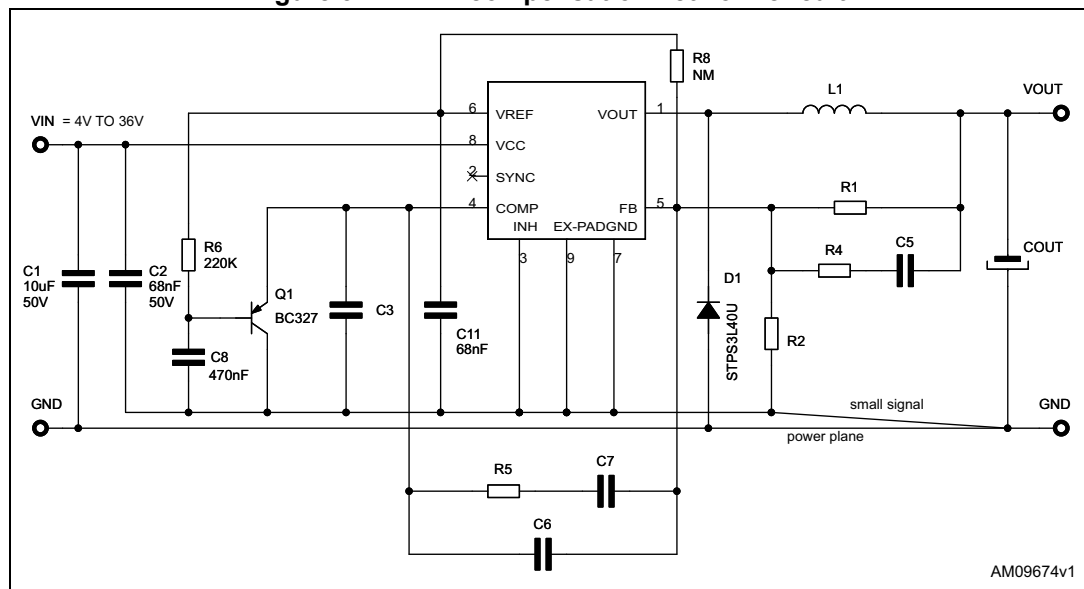 R8
NM
L1
VOUT
VIN = 4V TO 36V
6
VREF
VOUT
1
8
VCC
2
SYNC
4
COMP
FB
5
INH
EX-PAD
GND
3
9
7
R1
R4
C5
COUT
R6
220K
C1
10uF
50V
C2
68nF
50V
Q1
BC327
C3
C11
68nF
D1
STPS3L40U
R2
C8
470nF
GND
small signal
GND
power plane
R5
C7
C6
AM09674v1